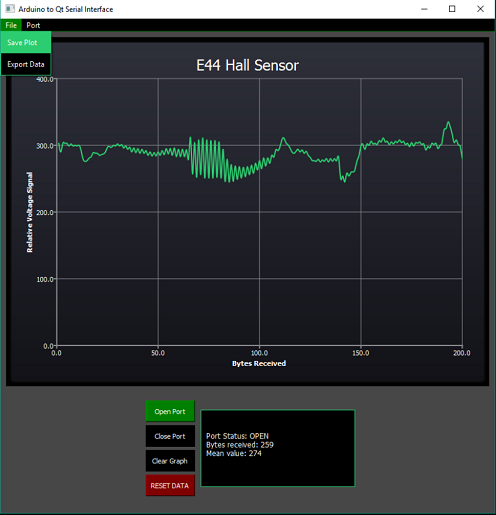 Arduino to Qt Serial Interface
File Port
Save Plot
Export Data
E44 Hall Sensor
400.0
300.0
200.0
100.0
0.0
Relative Voltage Signal
0.0 50.0 100.0 150.0 200.0
Bytes Received
Open Port
Close Port
Clear Graph
RESET DATA
Port Status: OPEN
Bytes received: 259
Mean value: 274